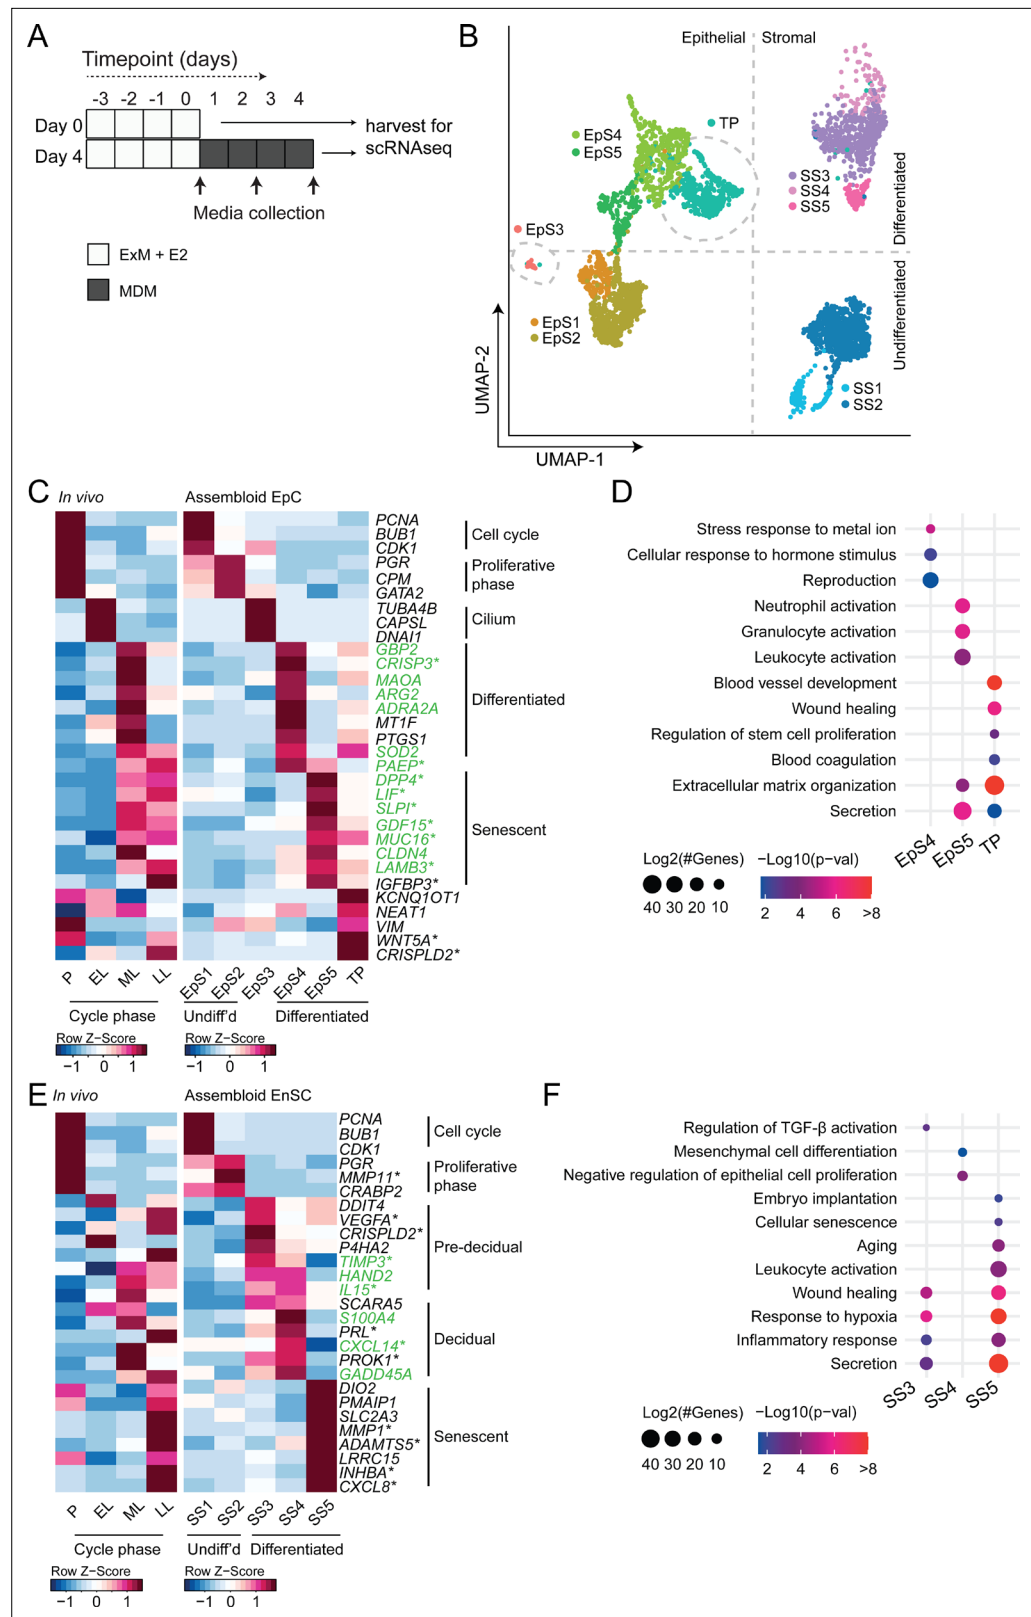 A
Timepoint (days)
-3 -2 -1 0 1 2 3 4
Day 0
harvest for
Day 4
scRNAseq
Media collection
ExM + E2
MDM
B
Epithelial Stromal
EpS4
EpS5
TP
SS3
SS4
SS5
Differentiated
EpS3
EpS1
EpS2
Undifferentiated
SS1
SS2
UMAP-2
UMAP-1
C
In vivo Assembloid EpC
PCNA
BUB1
CDK1
PGR
CPM
GATA2
TUBA4B
CAPSL
DNAI1
GBP2
CRISP3*
MAOA
ARG2
ADRA2A
MT1F
PTGS1
SOD2
PAEP*
DPP4*
LIF*
SLPI*
GDF15*
MUC16*
CLDN4
LAMB3*
IGFBP3*
KCNQ1OT1
NEAT1
VIM
WNT5A*
CRISPLD2*
Cell cycle
Proliferative
phase
Cilium
Differentiated
Senescent
P EL ML LL EpS1 EpS2 EpS3 EpS4 EpS5 TP
Cycle phase Undiff'd Differentiated
Row Z-Score Row Z-Score
−1 0 1 −1 0 1
D
Stress response to metal ion
Cellular response to hormone stimulus
Reproduction
Neutrophil activation
Granulocyte activation
Leukocyte activation
Blood vessel development
Wound healing
Regulation of stem cell proliferation
Blood coagulation
Extracellular matrix organization
Secretion
EpS4 EpS5 TP
Log2(#Genes) −Log10(p-val)
40 30 20 10 2 4 6 >8
E
In vivo Assembloid EnSC
PCNA
BUB1
CDK1
PGR
MMP11*
CRABP2
DDIT4
VEGFA*
CRISPLD2*
P4HA2
TIMP3*
HAND2
IL15*
SCARA5
S100A4
PRL*
CXCL14*
PROK1*
GADD45A
DIO2
PMAIP1
SLC2A3
MMP1*
ADAMTS5*
LRRC15
INHBA*
CXCL8*
Cell cycle
Proliferative
phase
Pre-decidual
Decidual
Senescent
P EL ML LL SS1 SS2 SS3 SS4 SS5
Cycle phase Undiff'd Differentiated
Row Z-Score Row Z-Score
−1 0 1 −1 0 1
F
Regulation of TGF-β activation
Mesenchymal cell differentiation
Negative regulation of epithelial cell proliferation
Embryo implantation
Cellular senescence
Aging
Leukocyte activation
Wound healing
Response to hypoxia
Inflammatory response
Secretion
SS3 SS4 SS5
Log2(#Genes) −Log10(p-val)
40 30 20 10 2 4 6 >8